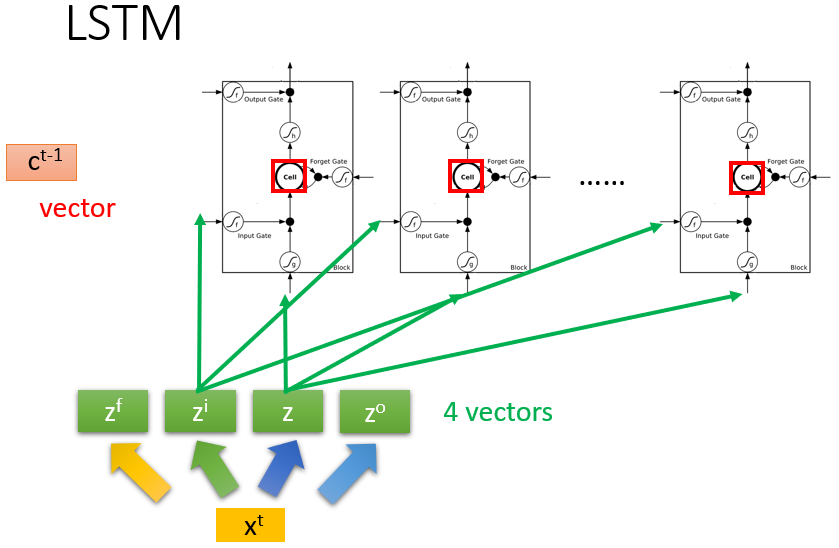 LSTM
f
Output Gate
h
Forget Gate
Cell
f
f
Input Gate
g
Block
f
Output Gate
h
Forget Gate
Cell
f
f
Input Gate
g
Block
......
f
Output Gate
h
Forget Gate
Cell
f
f
Input Gate
g
Block
c^t-1
vector
z^f
z^i
z
z^o
4 vectors
x^t